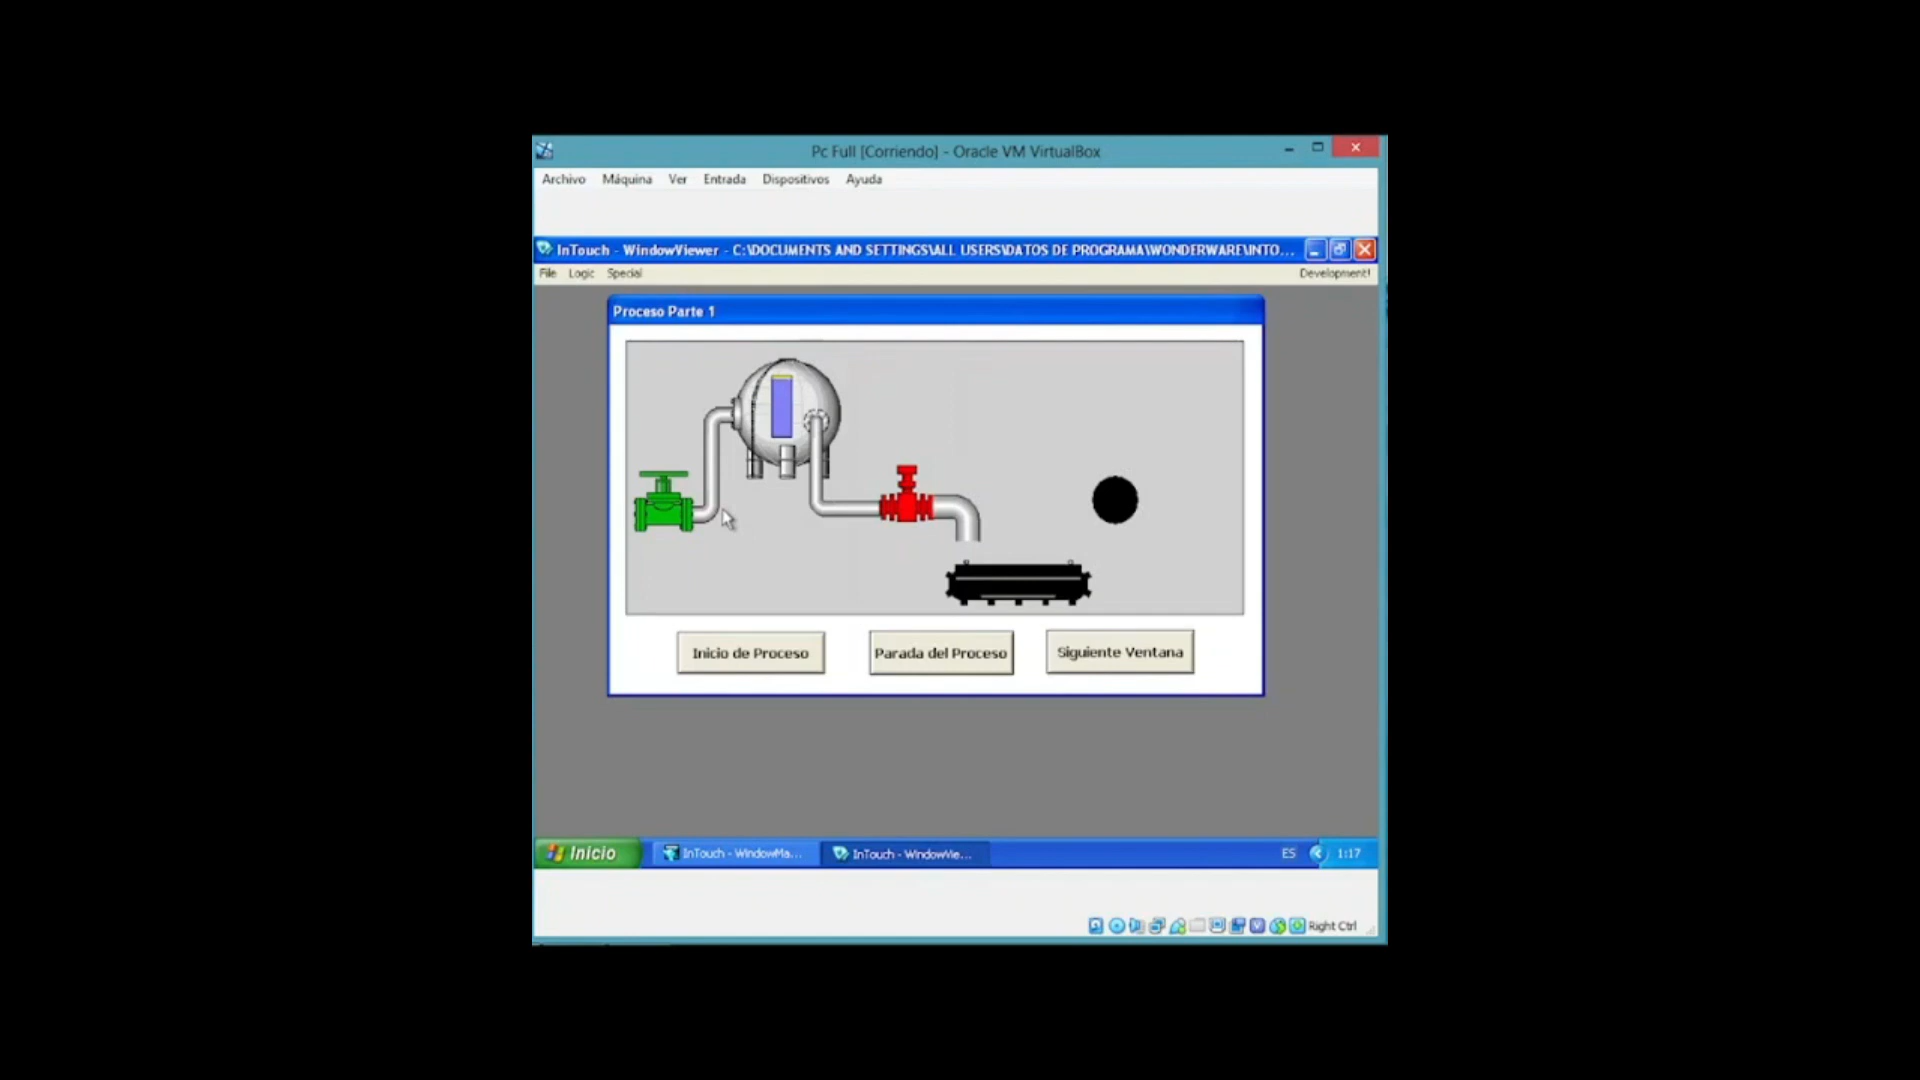 Pc Full [Corriendo] - Oracle VM VirtualBox
Archivo Máquina Ver Entrada Dispositivos Ayuda
InTouch - WindowViewer - C:\DOCUMENTS AND SETTINGS\ALL USERS\DATOS DE PROGRAMA\WONDERWARE\INTO...
File Logic Special Development!
Proceso Parte 1
Inicio de Proceso Parada del Proceso Siguiente Ventana
Inicio InTouch - WindowMa... InTouch - WindowVie... ES 1:17
Right Ctrl